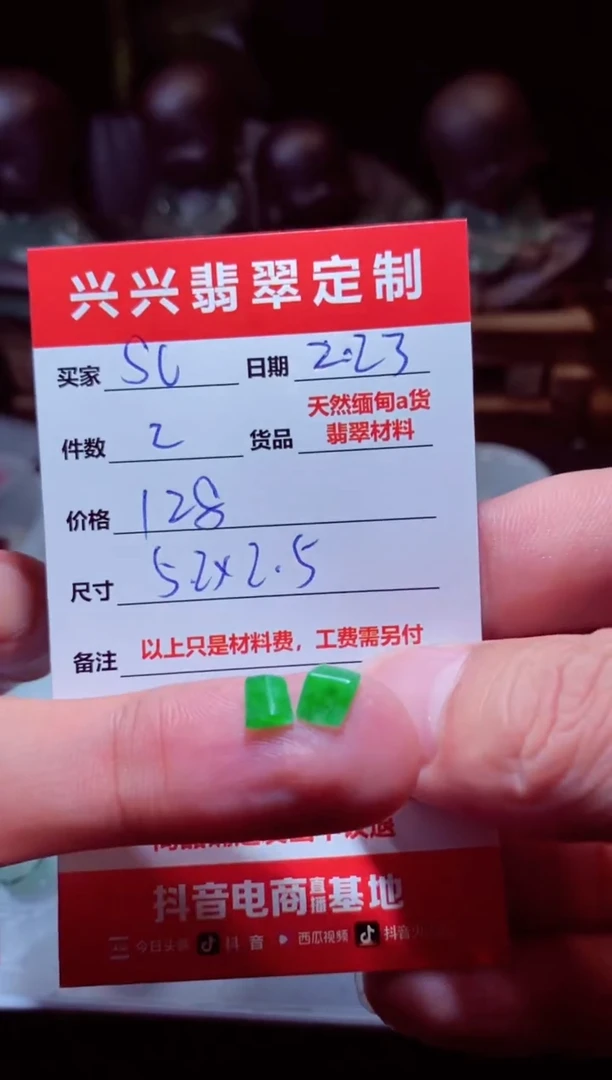 兴兴翡翠定制
买家 SC 日期 2.23
件数 2 货品 天然缅甸a货翡翠材料
价格 128
尺寸 5.2x2.5
备注 以上只是材料费，工费需另付
抖音电商直播基地
今日头条 抖音 西瓜视频 抖音火